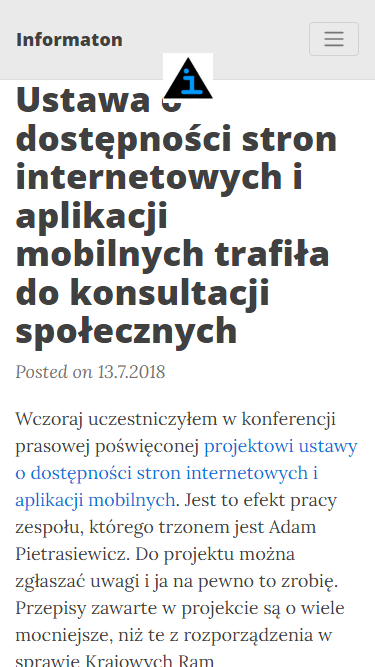 Informaton
Ustawa o
dostępności stron
internetowych i
aplikacji
mobilnych trafiła
do konsultacji
społecznych
Posted on 13.7.2018
Wczoraj uczestniczyłem w konferencji
prasowej poświęconej projektowi ustawy
o dostępności stron internetowych i
aplikacji mobilnych. Jest to efekt pracy
zespołu, którego trzonem jest Adam
Pietrasiewicz. Do projektu można
zgłaszać uwagi i ja na pewno to zrobię.
Przepisy zawarte w projekcie są o wiele
mocniejsze, niż te z rozporządzenia w
sprawie Krajowych Ram